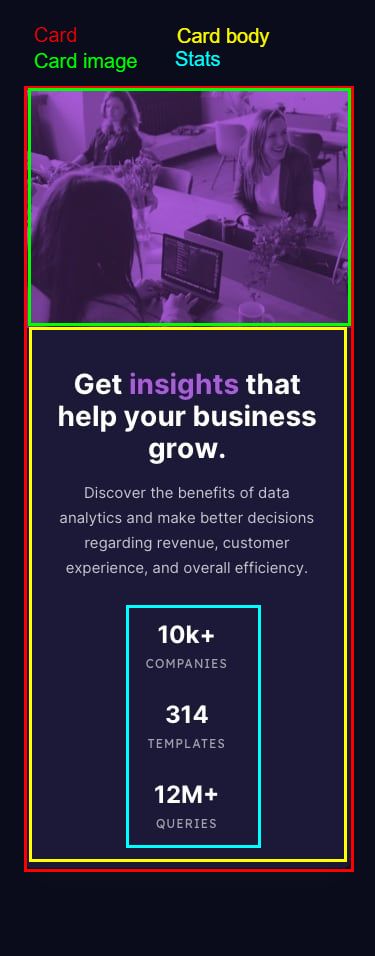 Card
Card body
Card image
Stats
Get insights that
help your business
grow.
Discover the benefits of data
analytics and make better decisions
regarding revenue, customer
experience, and overall efficiency.
10k+
COMPANIES
314
TEMPLATES
12M+
QUERIES